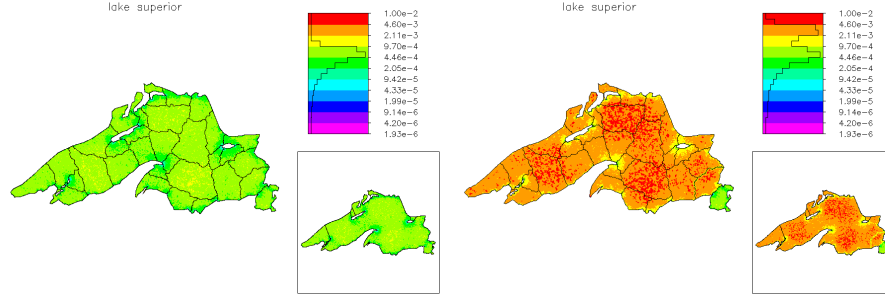 lake superior
1.00e-2
4.60e-3
2.11e-3
9.70e-4
4.46e-4
2.05e-4
9.42e-5
4.33e-5
1.99e-5
9.14e-6
4.20e-6
1.93e-6
lake superior
1.00e-2
4.60e-3
2.11e-3
9.70e-4
4.46e-4
2.05e-4
9.42e-5
4.33e-5
1.99e-5
9.14e-6
4.20e-6
1.93e-6